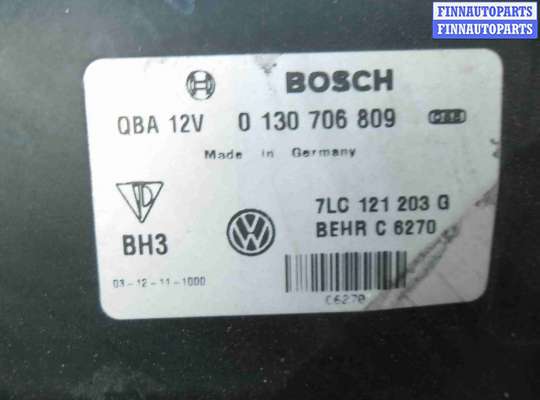 FINNAUTOPARTS
FINNAUTOPARTS
BOSCH
QBA 12V 0 130 706 809
Made in Germany
7LC 121 203 G
BEHR C 6270
BH3
03-12-11-1000
C6270